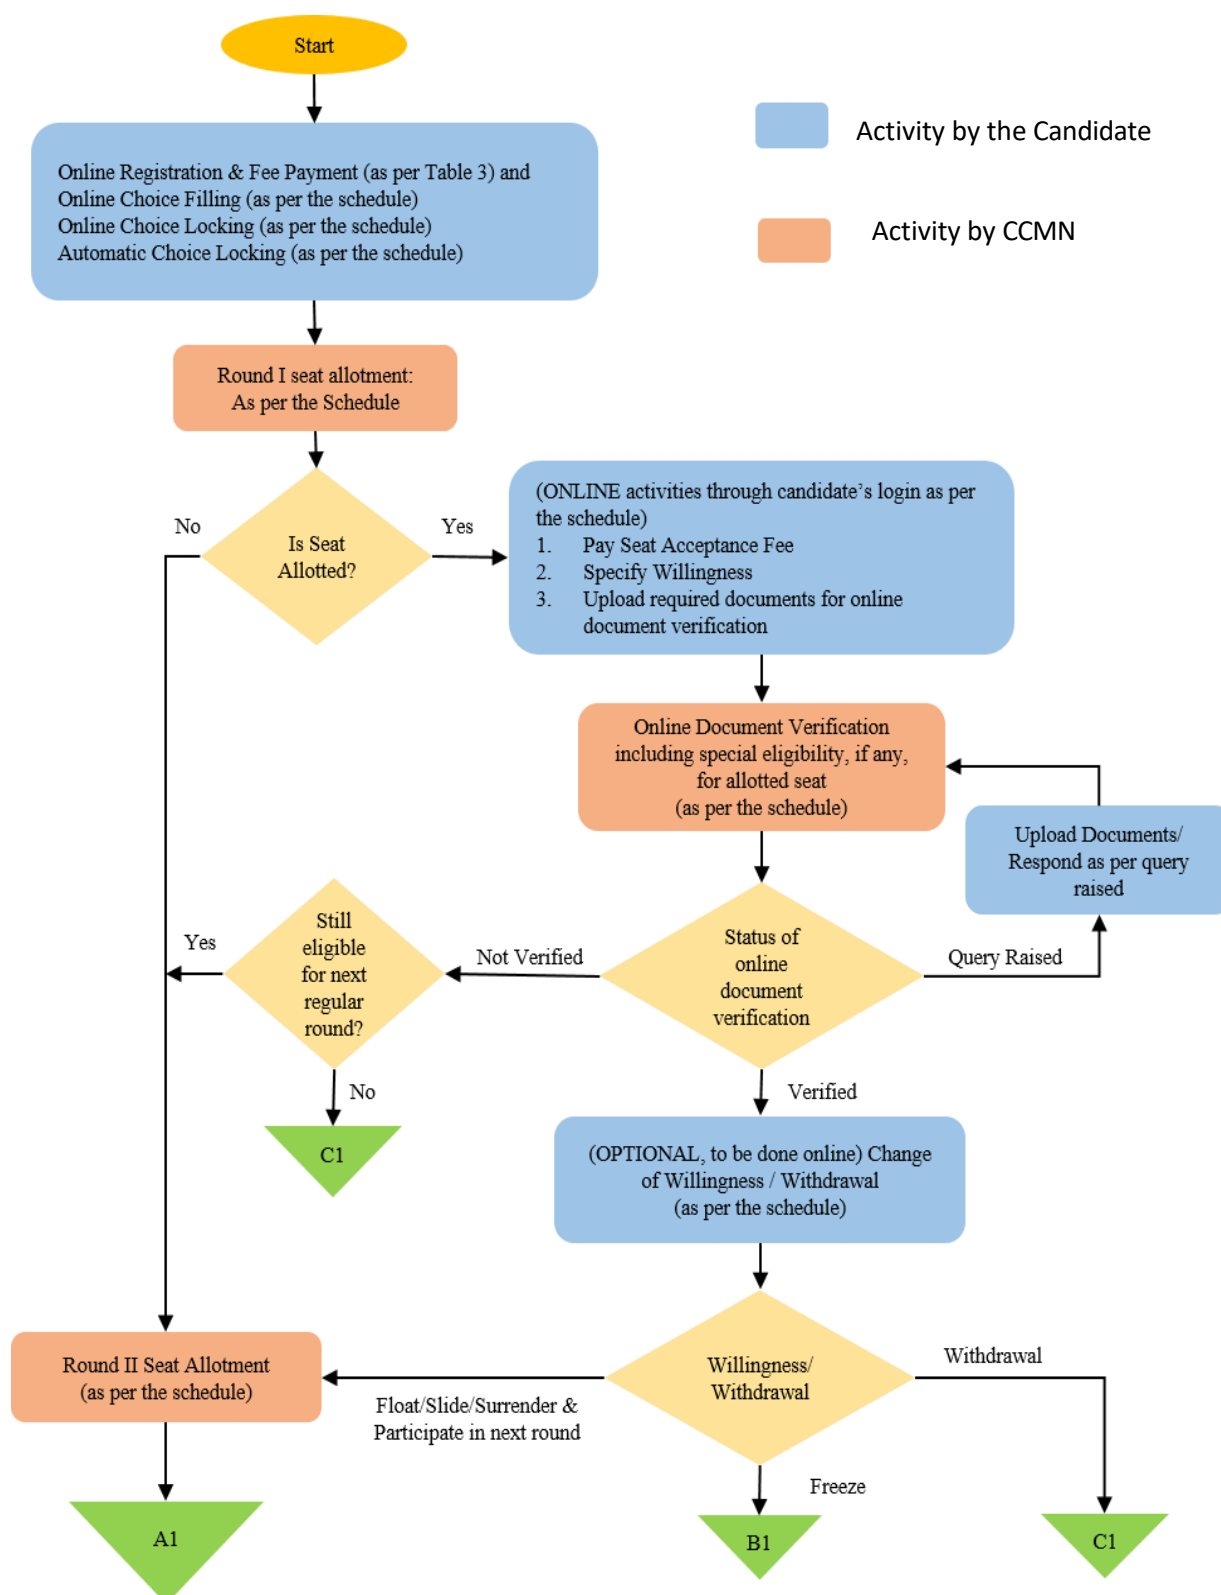 Start
Activity by the Candidate
Online Registration & Fee Payment (as per Table 3) and
Online Choice Filling (as per the schedule)
Online Choice Locking (as per the schedule)
Automatic Choice Locking (as per the schedule)
Activity by CCMN
Round I seat allotment:
As per the Schedule
No
Is Seat
Allotted?
Yes
(ONLINE activities through candidate’s login as per
the schedule)
1. Pay Seat Acceptance Fee
2. Specify Willingness
3. Upload required documents for online
document verification
Online Document Verification
including special eligibility, if any,
for allotted seat
(as per the schedule)
Upload Documents/
Respond as per query
raised
Yes
Still
eligible
for next
regular
round?
Not Verified
Status of
online
document
verification
Query Raised
No
Verified
C1
(OPTIONAL, to be done online) Change
of Willingness / Withdrawal
(as per the schedule)
Round II Seat Allotment
(as per the schedule)
Float/Slide/Surrender &
Participate in next round
Willingness/
Withdrawal
Withdrawal
Freeze
A1
B1
C1